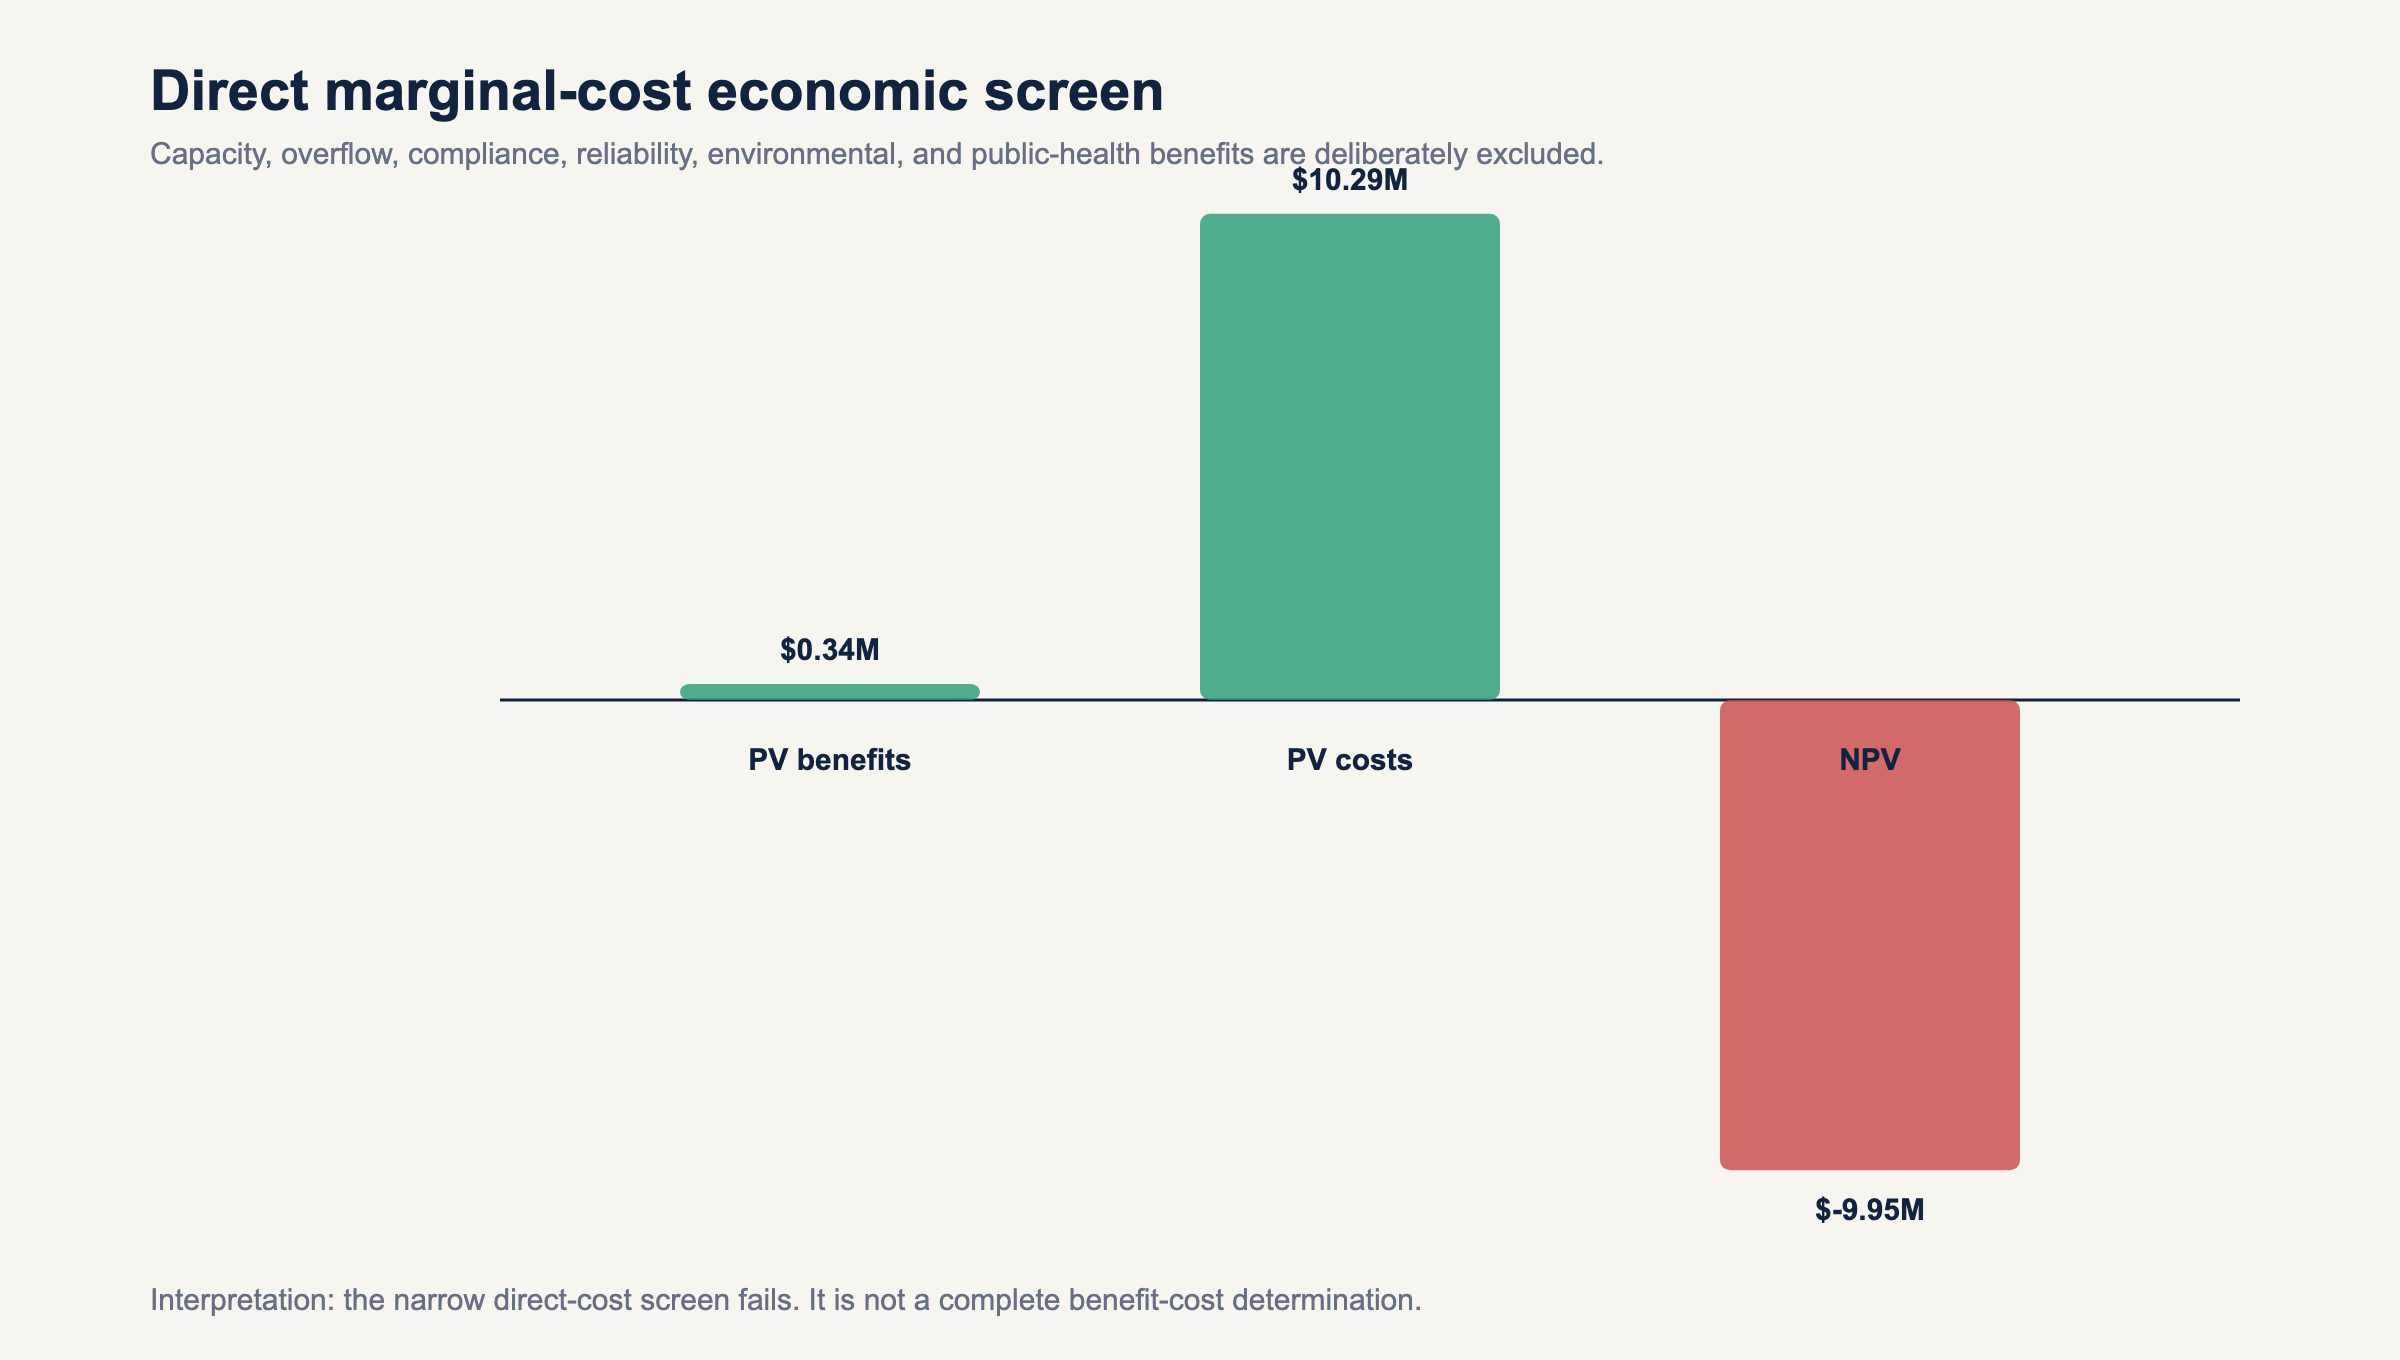 Direct marginal-cost economic screen
Capacity, overflow, compliance, reliability, environmental, and public-health benefits are deliberately excluded.
$10.29M
$0.34M
PV benefits
PV costs
NPV
$-9.95M
Interpretation: the narrow direct-cost screen fails. It is not a complete benefit-cost determination.